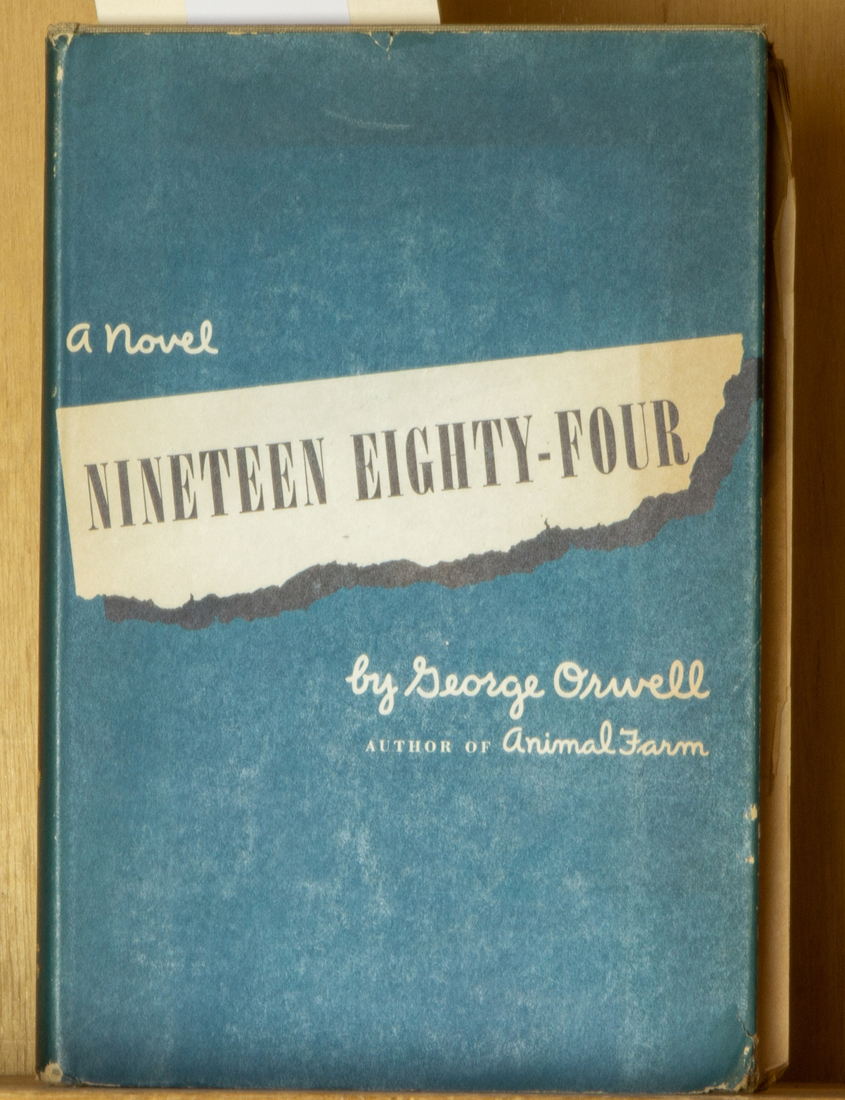 a Novel
NINETEEN EIGHTY-FOUR
by George Orwell
AUTHOR OF Animal Farm